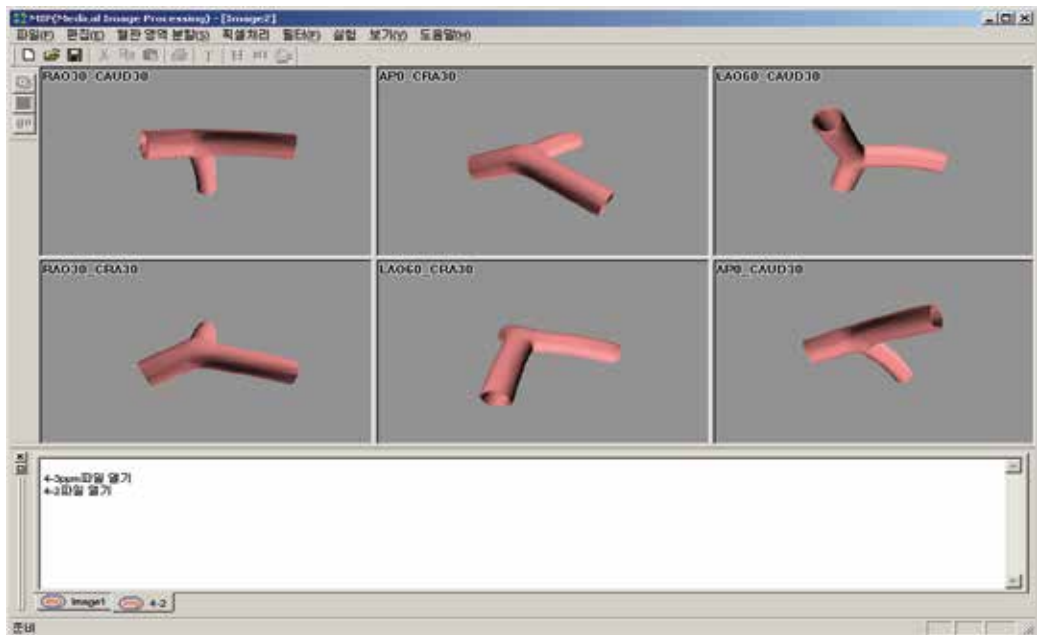 MIP(Medical Image Processing) - [Image2]
파일(F) 편집(E) 혈관 영역 분할(S) 픽셀처리 필터(F) 실험 보기(V) 도움말(H)
RAO30_CAUD30
AP0_CRA30
LAO60_CAUD30
RAO30_CRA30
LAO60_CRA30
AP0_CAUD30
4-3ppm파일 열기
4-2파일 열기
Image1 4-2
준비